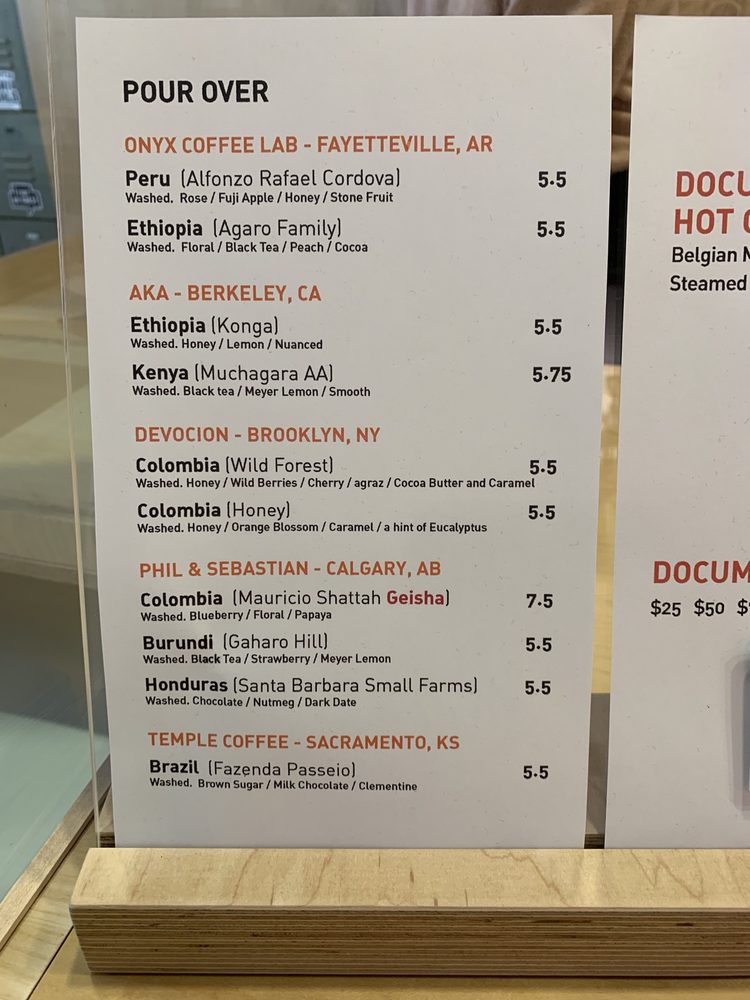 POUR OVER
ONYX COFFEE LAB - FAYETTEVILLE, AR
Peru (Alfonzo Rafael Cordova) 5.5
Washed. Rose / Fuji Apple / Honey / Stone Fruit
Ethiopia (Agaro Family) 5.5
Washed. Floral / Black Tea / Peach / Cocoa
AKA - BERKELEY, CA
Ethiopia (Konga) 5.5
Washed. Honey / Lemon / Nuanced
Kenya (Muchagara AA) 5.75
Washed. Black tea / Meyer Lemon / Smooth
DEVOCION - BROOKLYN, NY
Colombia (Wild Forest) 5.5
Washed. Honey / Wild Berries / Cherry / agraz / Cocoa Butter and Caramel
Colombia (Honey) 5.5
Washed. Honey / Orange Blossom / Caramel / a hint of Eucalyptus
PHIL & SEBASTIAN - CALGARY, AB
Colombia (Mauricio Shattah Geisha) 7.5
Washed. Blueberry / Floral / Papaya
Burundi (Gaharo Hill) 5.5
Washed. Black Tea / Strawberry / Meyer Lemon
Honduras (Santa Barbara Small Farms) 5.5
Washed. Chocolate / Nutmeg / Dark Date
TEMPLE COFFEE - SACRAMENTO, KS
Brazil (Fazenda Passeio) 5.5
Washed. Brown Sugar / Milk Chocolate / Clementine
DOCU
HOT
Belgian
Steamed
DOCUM
$25 $50